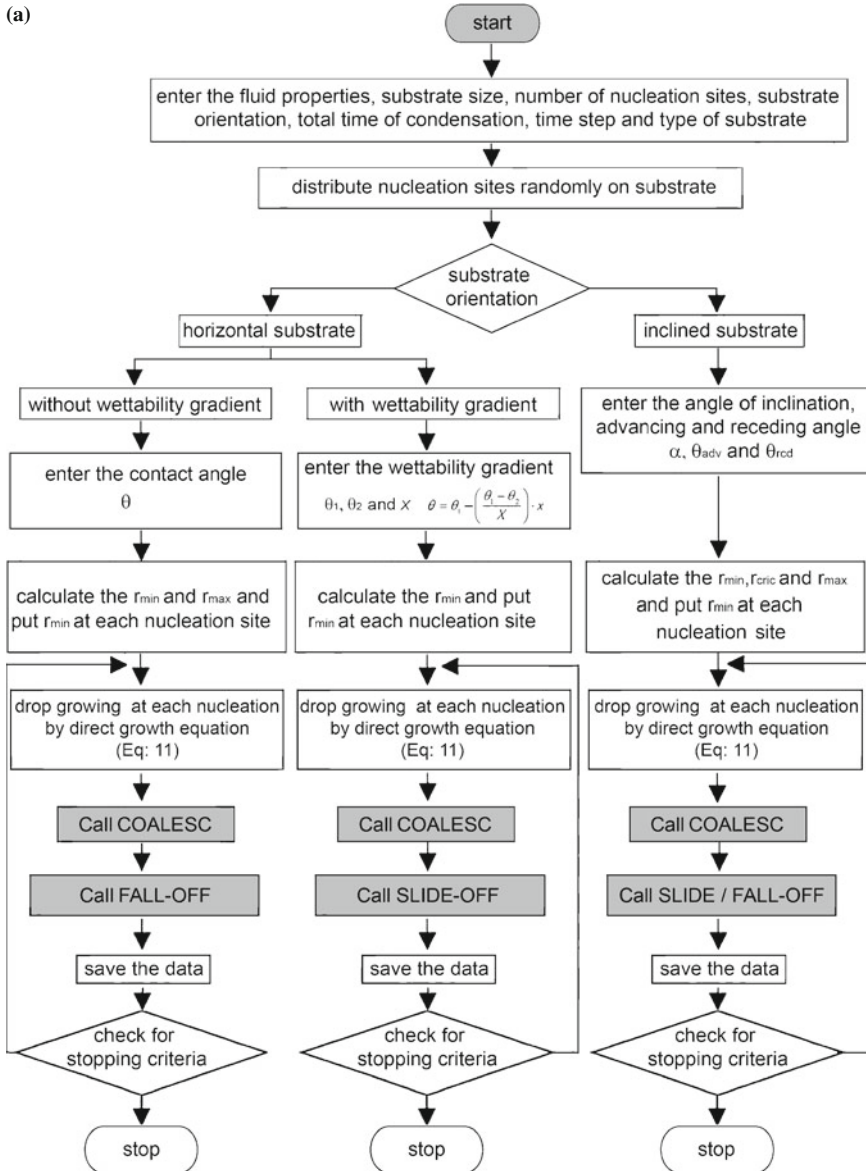 (a)
start
enter the fluid properties, substrate size, number of nucleation sites, substrate
orientation, total time of condensation, time step and type of substrate
distribute nucleation sites randomly on substrate
substrate
orientation
horizontal substrate
inclined substrate
without wettability gradient
with wettability gradient
enter the angle of inclination,
advancing and receding angle
α, θadv and θrcd
enter the contact angle
θ
enter the wettability gradient
θ1, θ2 and X θ = θ1 − ((θ1 − θ2)/X) · x
calculate the rmin and rmax and
put rmin at each nucleation site
calculate the rmin and put
rmin at each nucleation site
calculate the rmin,rcric and rmax
and put rmin at each
nucleation site
drop growing at each nucleation
by direct growth equation
(Eq: 11)
drop growing at each nucleation
by direct growth equation
(Eq: 11)
drop growing at each nucleation
by direct growth equation
(Eq: 11)
Call COALESC
Call COALESC
Call COALESC
Call FALL-OFF
Call SLIDE-OFF
Call SLIDE / FALL-OFF
save the data
save the data
save the data
check for
stopping criteria
check for
stopping criteria
check for
stopping criteria
stop
stop
stop